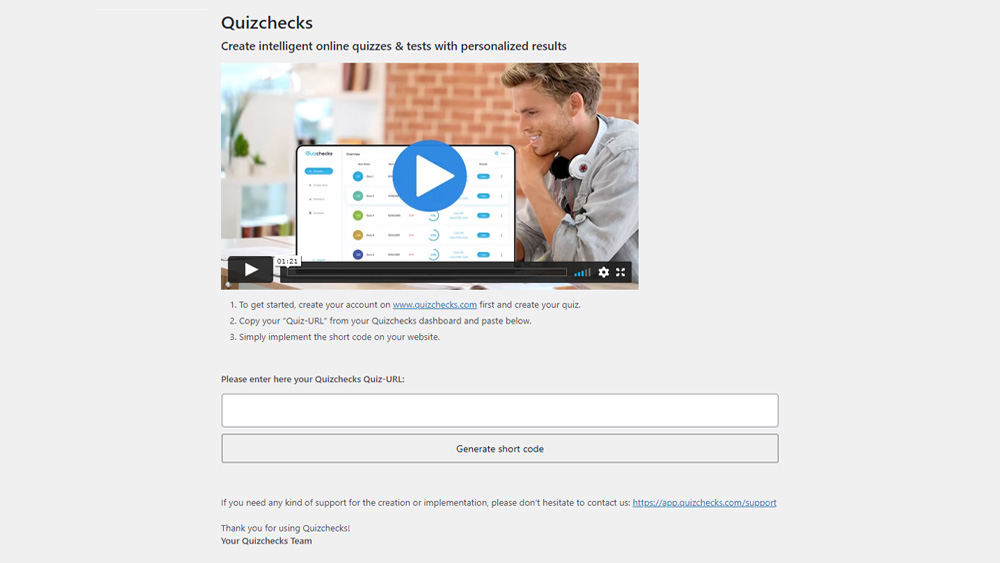 Quizchecks
Create intelligent online quizzes & tests with personalized results
Quizchecks
Overview
01:21
1. To get started, create your account on www.quizchecks.com first and create your quiz.
2. Copy your "Quiz-URL" from your Quizchecks dashboard and paste below.
3. Simply implement the short code on your website.
Please enter here your Quizchecks Quiz-URL:
Generate short code
If you need any kind of support for the creation or implementation, please don't hesitate to contact us: https://app.quizchecks.com/support
Thank you for using Quizchecks!
Your Quizchecks Team